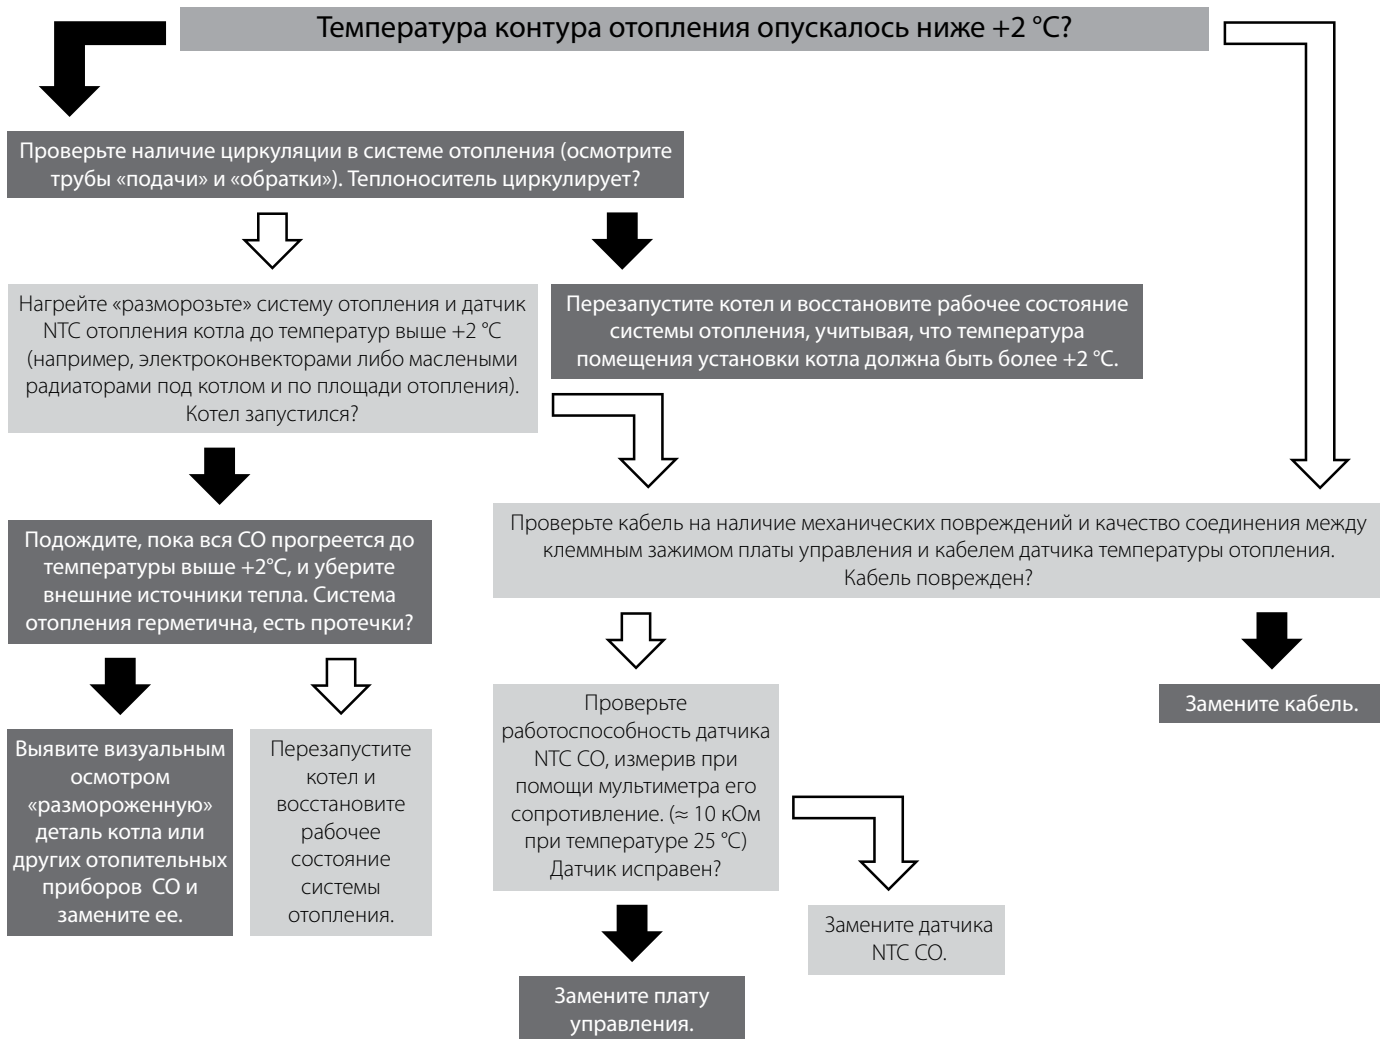 Температура контура отопления опускалось ниже +2 °С?
Проверьте наличие циркуляции в системе отопления (осмотрите
трубы «подачи» и «обратки»). Теплоноситель циркулирует?
Нагрейте «разморозьте» систему отопления и датчик
NTC отопления котла до температур выше +2 °С
(например, электроконвекторами либо маслеными
радиаторами под котлом и по площади отопления).
Котел запустился?
Перезапустите котел и восстановите рабочее состояние
системы отопления, учитывая, что температура
помещения установки котла должна быть более +2 °С.
Подождите, пока вся СО прогреется до
температуры выше +2°С, и уберите
внешние источники тепла. Система
отопления герметична, есть протечки?
Проверьте кабель на наличие механических повреждений и качество соединения между
клеммным зажимом платы управления и кабелем датчика температуры отопления.
Кабель поврежден?
Выявите визуальным
осмотром
«размороженную»
деталь котла или
других отопительных
приборов СО и
замените ее.
Перезапустите
котел и
восстановите
рабочее
состояние
системы
отопления.
Проверьте
работоспособность датчика
NTC СО, измерив при
помощи мультиметра его
сопротивление. (≈ 10 кОм
при температуре 25 °С)
Датчик исправен?
Замените кабель.
Замените датчика
NTC СО.
Замените плату
управления.